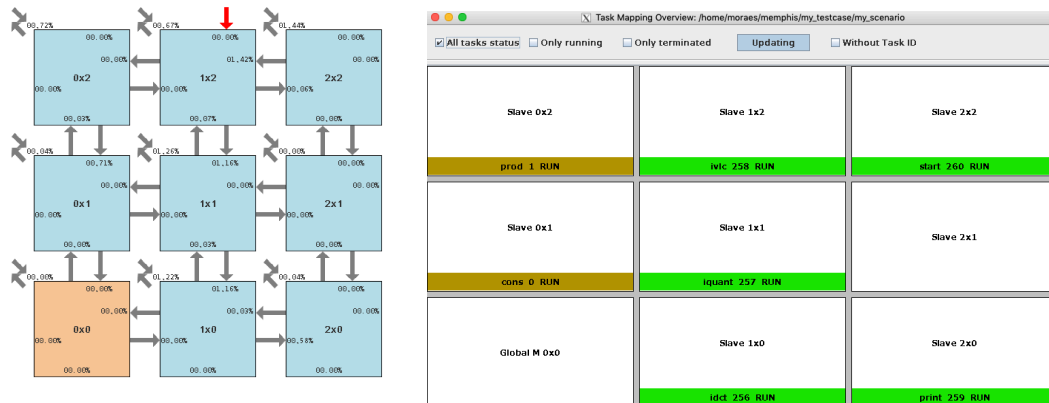 00.72%
00.67%
01.44%
00.00%
00.00%
00.00%
00.00%
01.42%
00.00%
0x2
1x2
2x2
00.00%
00.00%
00.06%
00.03%
00.07%
00.00%
00.04%
01.26%
00.00%
00.71%
01.16%
00.00%
00.00%
00.00%
00.00%
0x1
1x1
2x1
00.00%
00.00%
00.00%
00.00%
00.03%
00.00%
00.00%
01.22%
00.04%
00.00%
01.16%
00.00%
00.00%
00.03%
00.00%
0x0
1x0
2x0
00.00%
00.00%
00.58%
00.00%
00.00%
00.00%
Task Mapping Overview: /home/moraes/memphis/my_testcase/my_scenario
All tasks status
Only running
Only terminated
Updating
Without Task ID
Slave 0x2
Slave 1x2
Slave 2x2
prod 1 RUN
ivlc 258 RUN
start 260 RUN
Slave 0x1
Slave 1x1
Slave 2x1
cons 0 RUN
iquant 257 RUN
Global M 0x0
Slave 1x0
Slave 2x0
idct 256 RUN
print 259 RUN